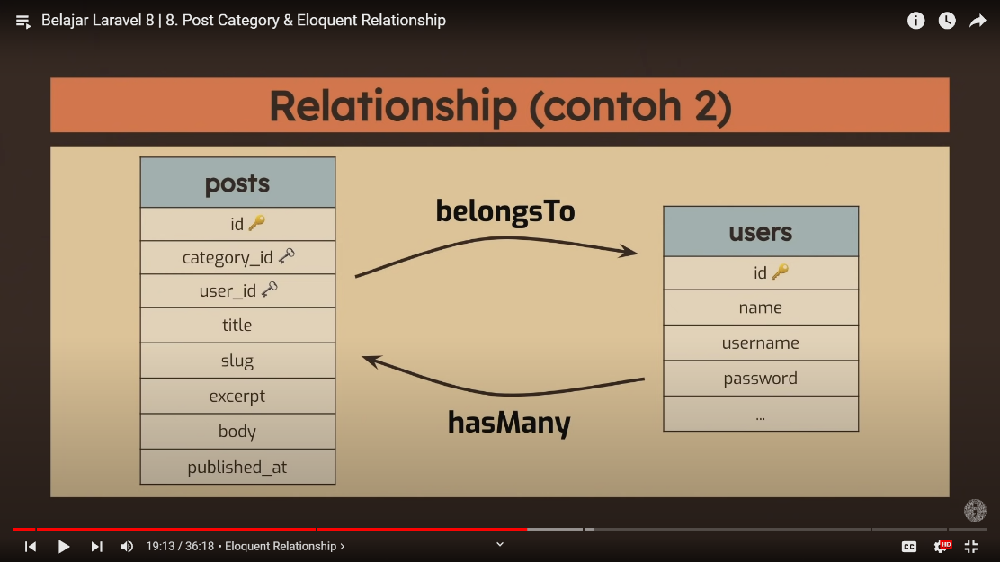 Belajar Laravel 8 | 8. Post Category & Eloquent Relationship
Relationship (contoh 2)
posts
id
category_id
user_id
title
slug
excerpt
body
published_at
belongsTo
hasMany
users
id
name
username
password
...
19:13 / 36:18 • Eloquent Relationship ›
CC
HD